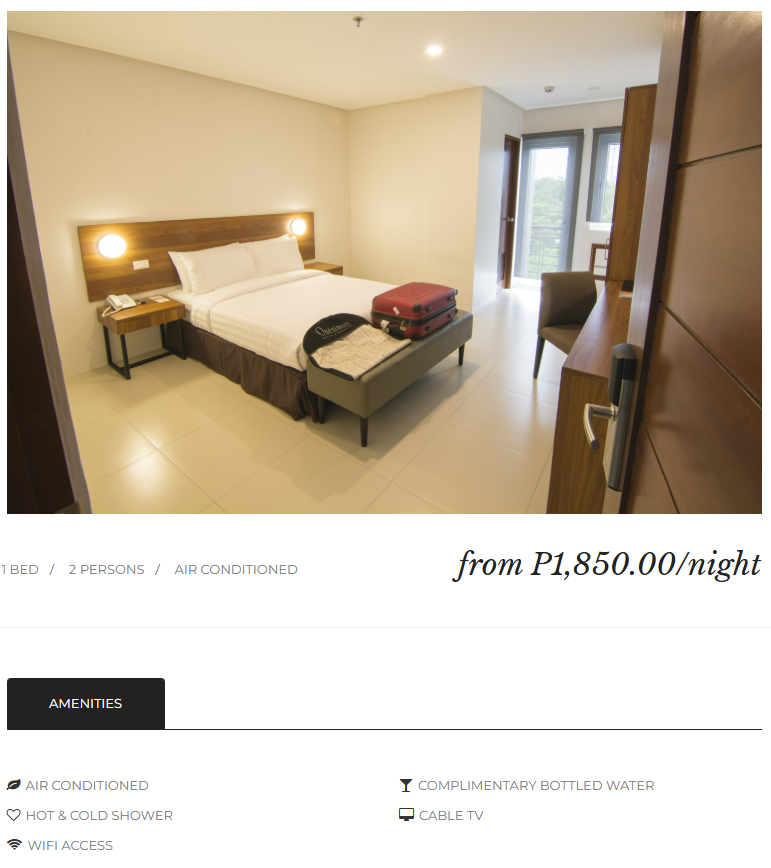 1 BED / 2 PERSONS / AIR CONDITIONED
from P1,850.00/night
AMENITIES
AIR CONDITIONED
COMPLIMENTARY BOTTLED WATER
HOT & COLD SHOWER
CABLE TV
WIFI ACCESS